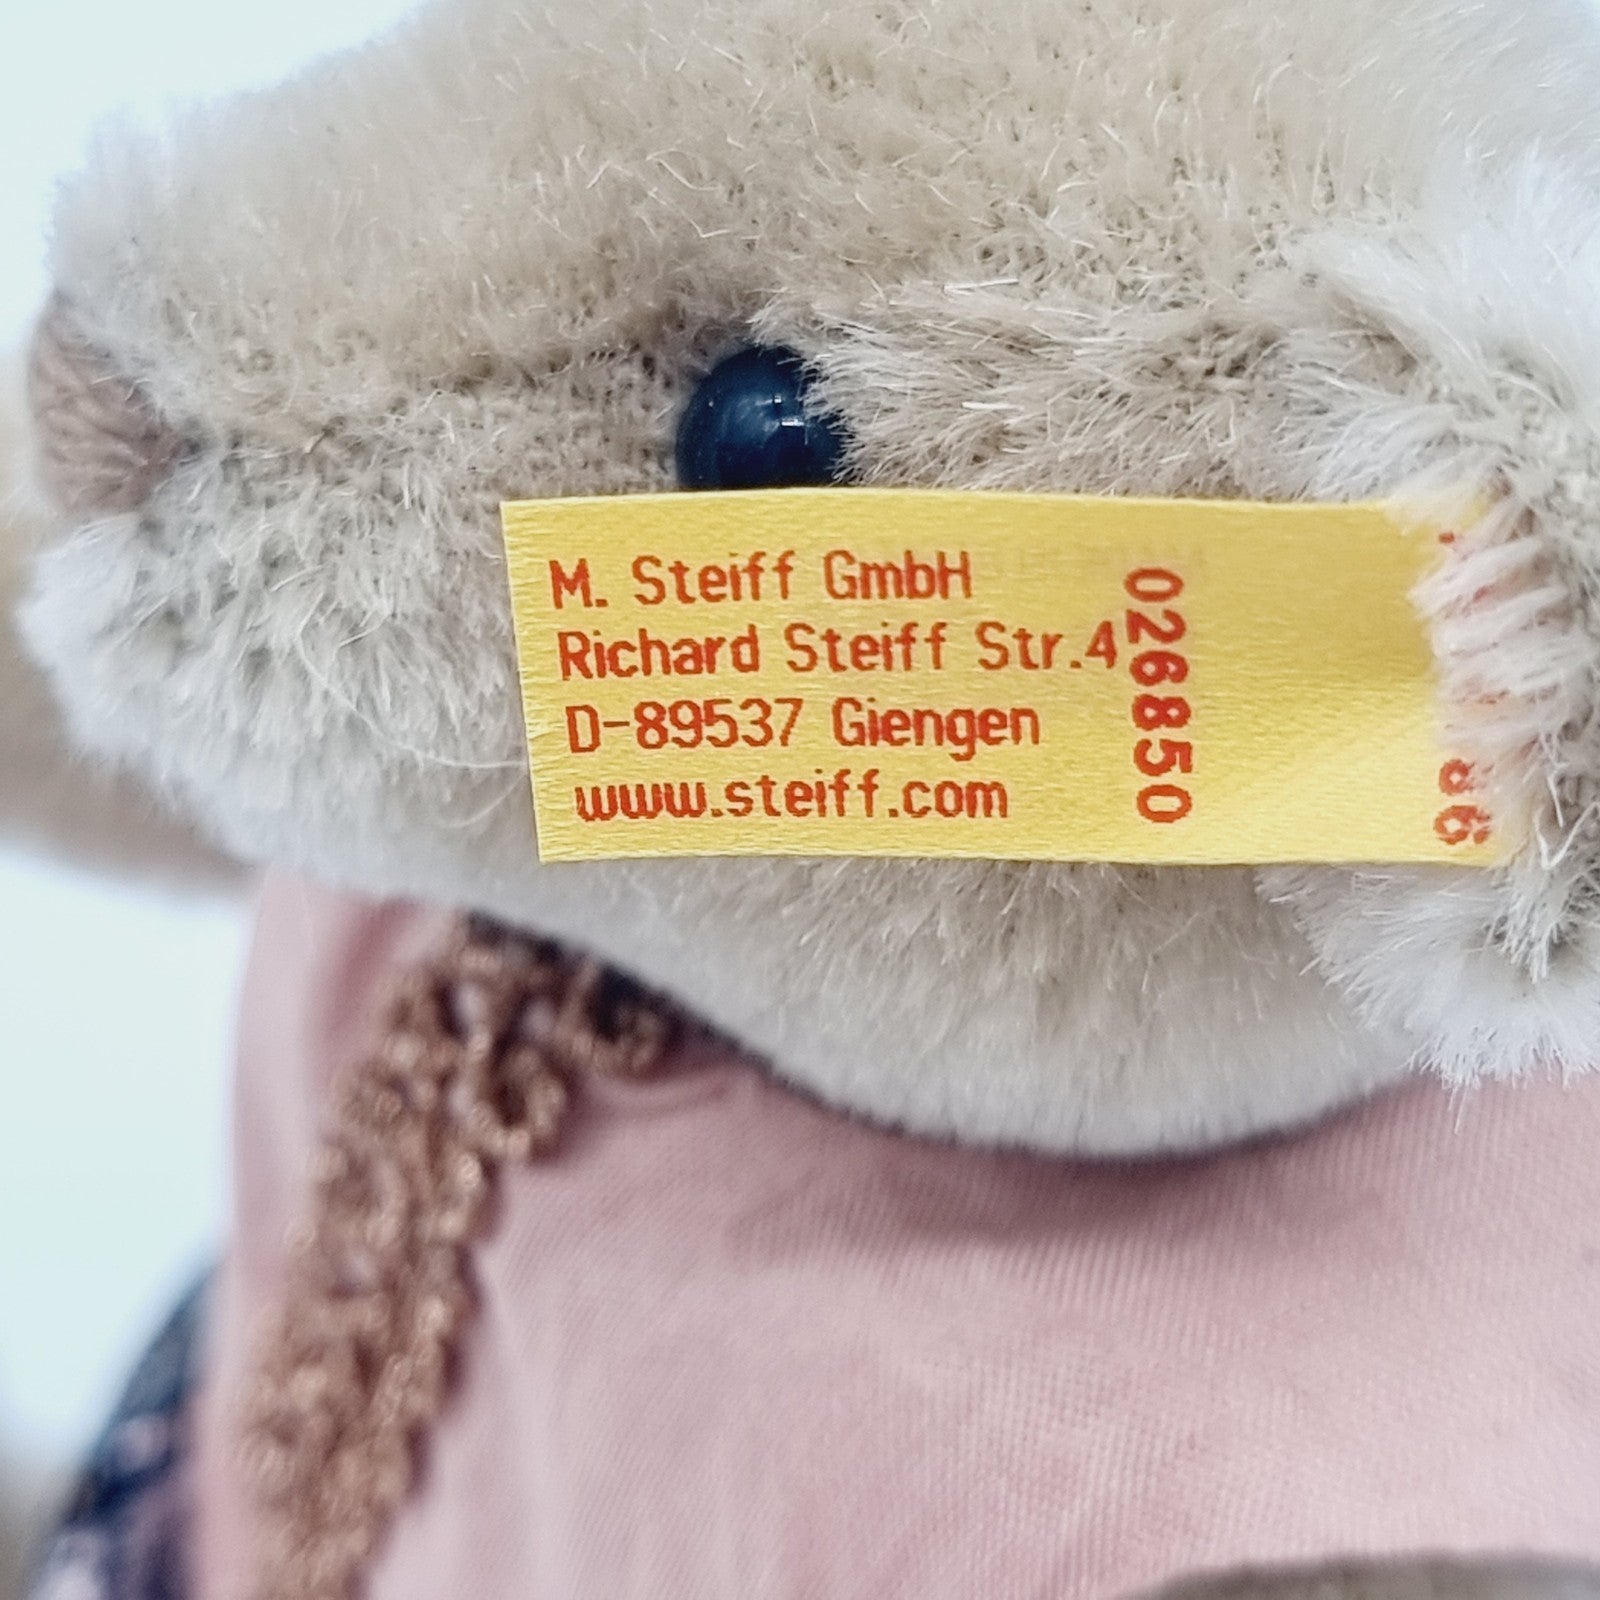 M. Steiff GmbH
Richard Steiff Str.4
D-89537 Giengen
www.steiff.com
026850